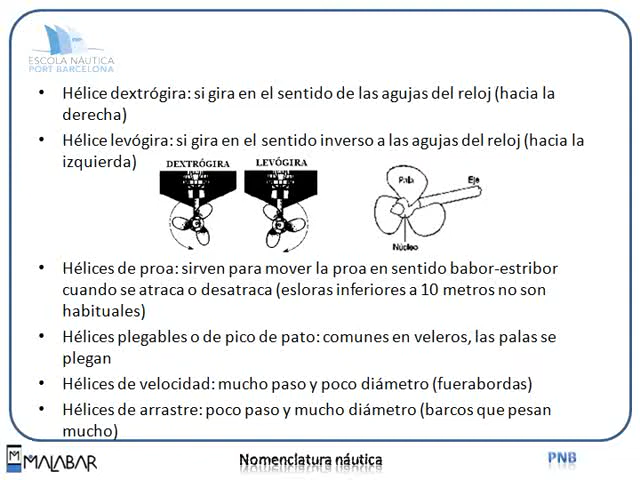 ESCOLA NÀUTICA
PORT BARCELONA
• Hélice dextrógira: si gira en el sentido de las agujas del reloj (hacia la
derecha)
• Hélice levógira: si gira en el sentido inverso a las agujas del reloj (hacia la
izquierda)
DEXTRÓGIRA
LEVÓGIRA
Pala
Eje
Núcleo
• Hélices de proa: sirven para mover la proa en sentido babor-estribor
cuando se atraca o desatraca (esloras inferiores a 10 metros no son
habituales)
• Hélices plegables o de pico de pato: comunes en veleros, las palas se
plegan
• Hélices de velocidad: mucho paso y poco diámetro (fuerabordas)
• Hélices de arrastre: poco paso y mucho diámetro (barcos que pesan
mucho)
MALABAR
Nomenclatura náutica
PNB